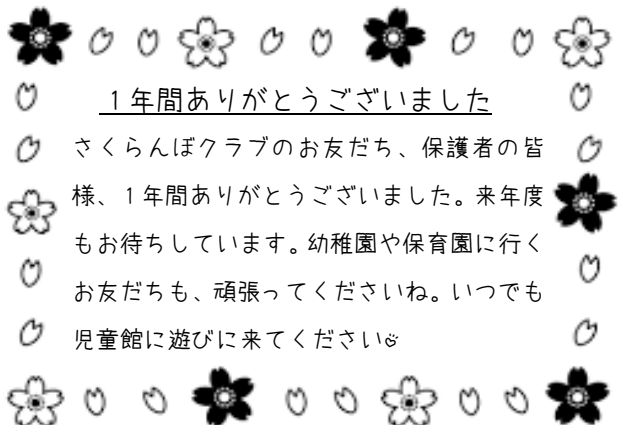 １年間ありがとうございました
さくらんぼクラブのお友だち、保護者の皆
様、１年間ありがとうございました。来年度
もお待ちしています。幼稚園や保育園に行く
お友だちも、頑張ってくださいね。いつでも
児童館に遊びに来てください